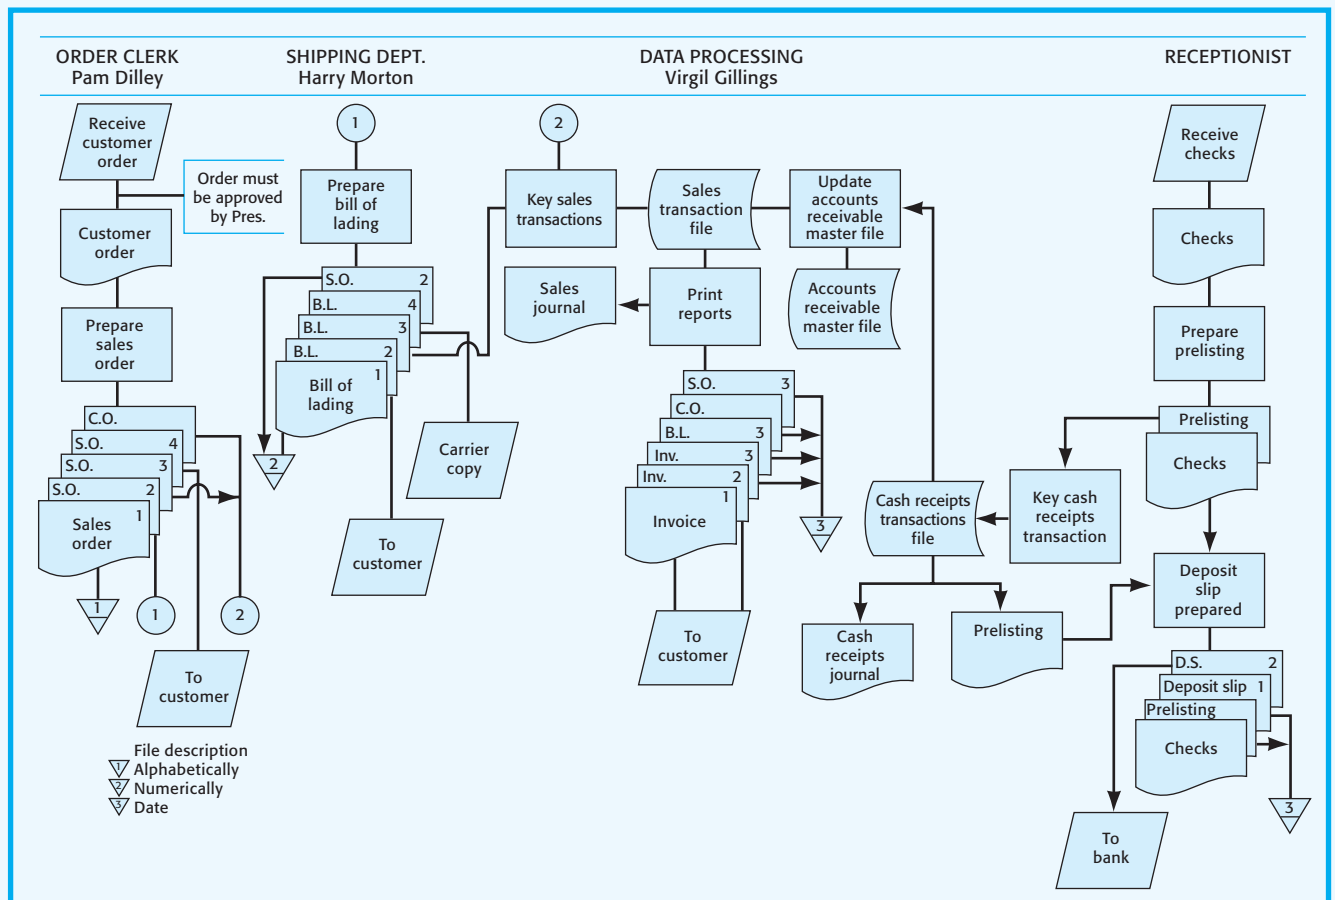 ORDER CLERK
Pam Dilley
SHIPPING DEPT.
Harry Morton
DATA PROCESSING
Virgil Gillings
RECEPTIONIST
Receive
customer
order
Order must
be approved
by Pres.
Customer
order
Prepare
sales
order
C.O.
S.O. 4
S.O. 3
S.O. 2
1
Sales
order
1
1
2
To
customer
File description
1 Alphabetically
2 Numerically
3 Date
1
Prepare
bill of
lading
S.O. 2
B.L. 4
B.L. 3
B.L. 2
1
Bill of
lading
2
Carrier
copy
To
customer
2
Key sales
transactions
Sales
transaction
file
Update
accounts
receivable
master file
Sales
journal
Print
reports
Accounts
receivable
master file
S.O. 3
C.O.
B.L. 3
Inv. 3
Inv. 2
1
Invoice
3
To
customer
Cash receipts
transactions
file
Key cash
receipts
transaction
Cash
receipts
journal
Prelisting
Receive
checks
Checks
Prepare
prelisting
Prelisting
Checks
Deposit
slip
prepared
D.S. 2
Deposit slip 1
Prelisting
Checks
3
To
bank